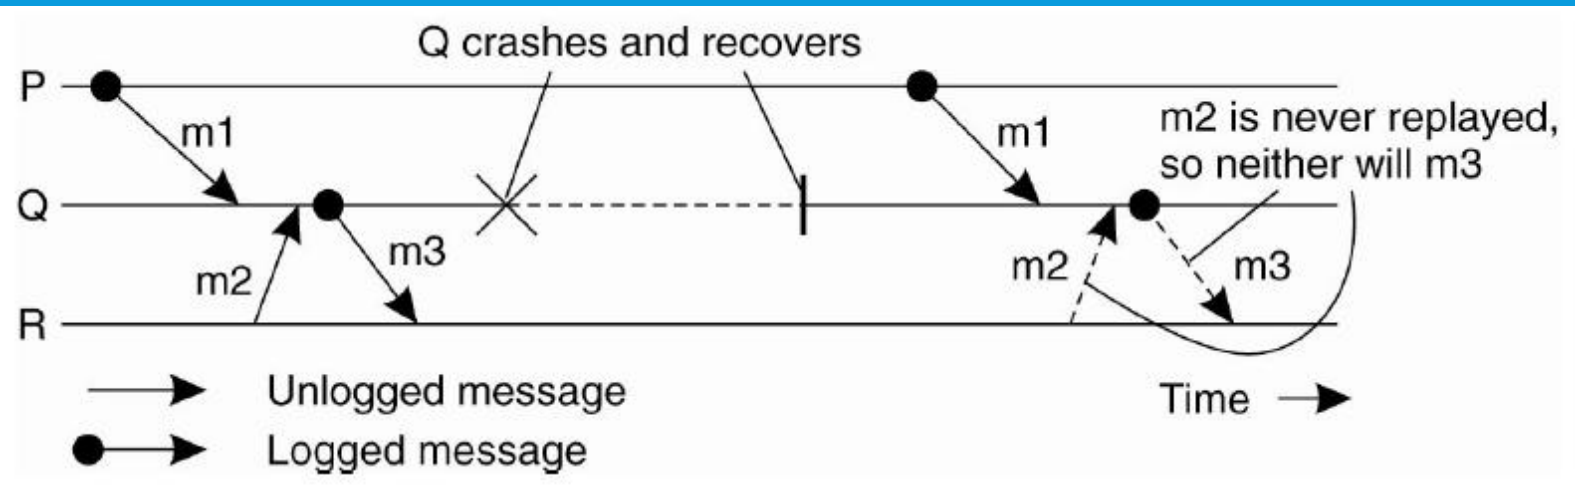 Q crashes and recovers
P
m1
m1
m2 is never replayed,
so neither will m3
Q
m2
m3
m2
m3
R
Unlogged message
Time
Logged message